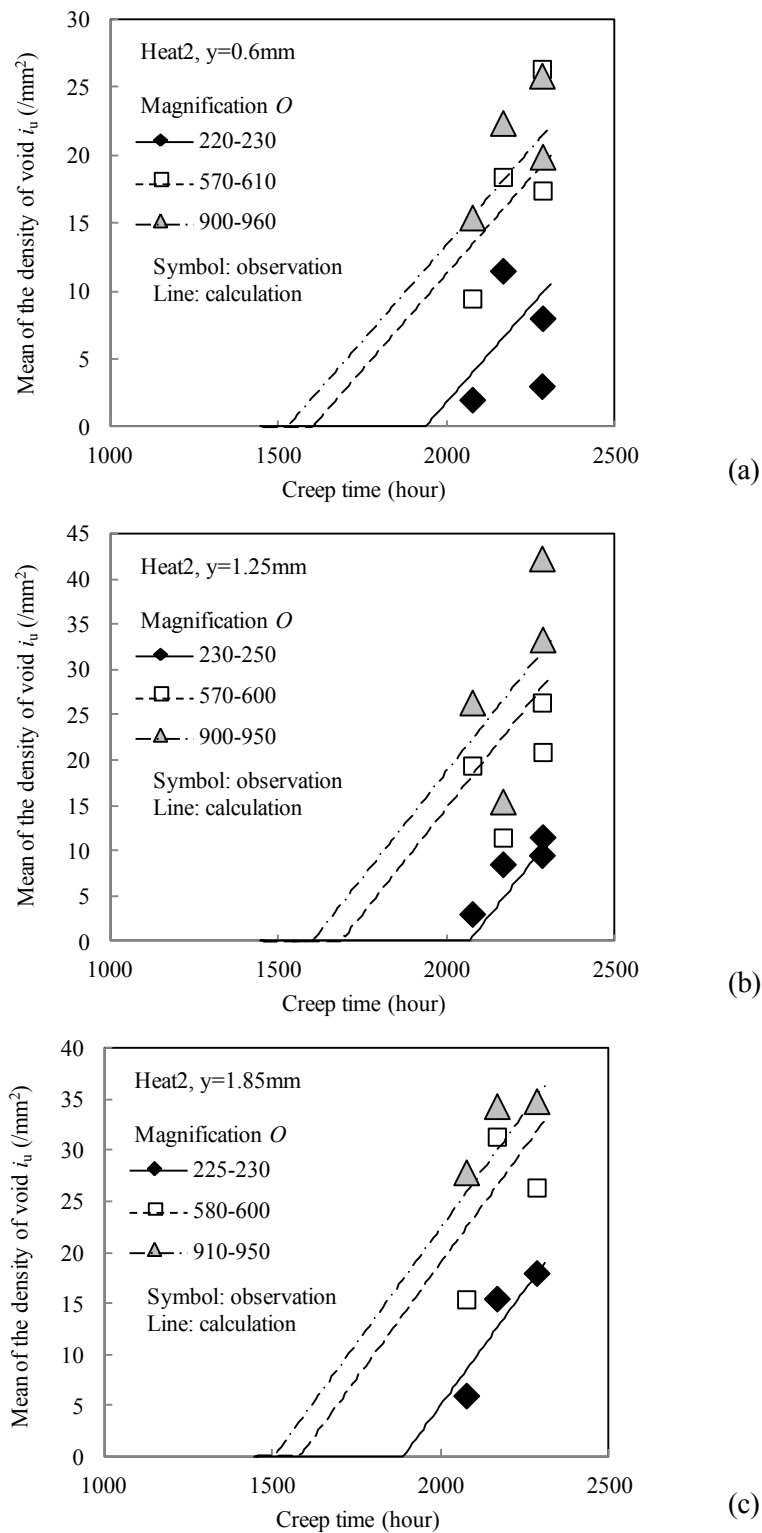 Heat2, y=0.6mm
Magnification O
220-230
570-610
900-960
Symbol: observation
Line: calculation
Mean of the density of void iu (/mm²)
30
25
20
15
10
5
0
1000 1500 2000 2500
Creep time (hour)
(a)
Heat2, y=1.25mm
Magnification O
230-250
570-600
900-950
Symbol: observation
Line: calculation
Mean of the density of void iu (/mm²)
45
40
35
30
25
20
15
10
5
0
1000 1500 2000 2500
Creep time (hour)
(b)
Heat2, y=1.85mm
Magnification O
225-230
580-600
910-950
Symbol: observation
Line: calculation
Mean of the density of void iu (/mm²)
40
35
30
25
20
15
10
5
0
1000 1500 2000 2500
Creep time (hour)
(c)